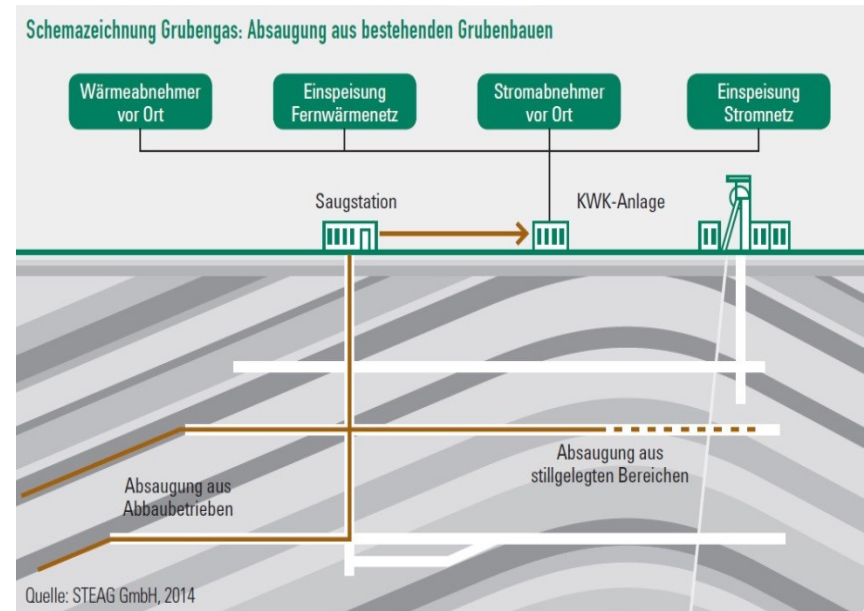 Schemazeichnung Grubengas: Absaugung aus bestehenden Grubenbauen
Wärmeabnehmer
vor Ort
Einspeisung
Fernwärmenetz
Stromabnehmer
vor Ort
Einspeisung
Stromnetz
Saugstation
KWK-Anlage
Absaugung aus
stillgelegten Bereichen
Absaugung aus
Abbaubetrieben
Quelle: STEAG GmbH, 2014